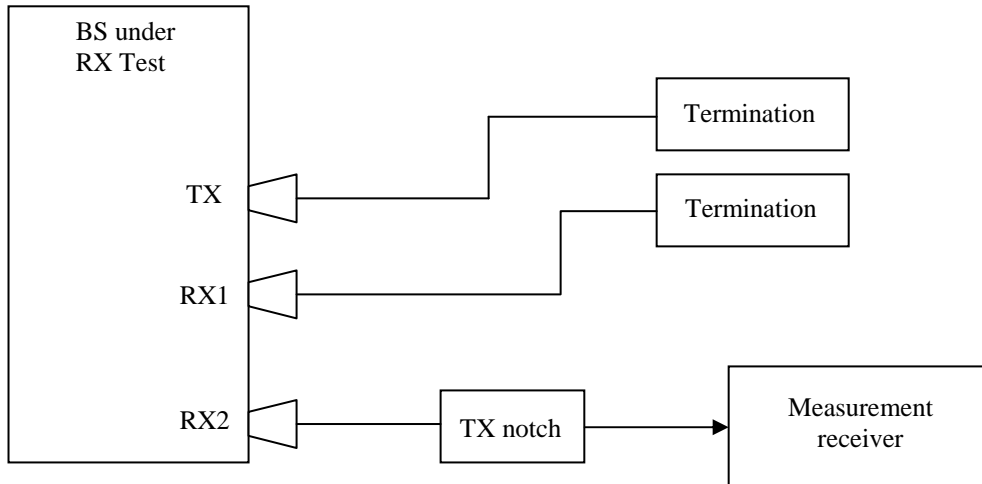 BS under
RX Test
Termination
TX
Termination
RX1
RX2
TX notch
Measurement
receiver